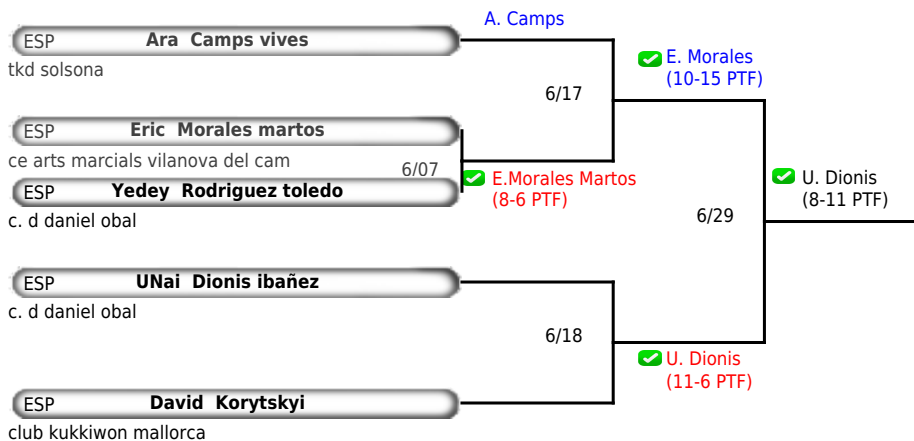 A. Camps
ESP Ara Camps vives
tkd solsona
E. Morales
(10-15 PTF)
6/17
ESP Eric Morales martos
ce arts marcials vilanova del cam
6/07
E.Morales Martos
(8-6 PTF)
ESP Yedey Rodriguez toledo
c. d daniel obal
U. Dionis
(8-11 PTF)
6/29
ESP UNai Dionis ibañez
c. d daniel obal
6/18
U. Dionis
(11-6 PTF)
ESP David Korytskyi
club kukkiwon mallorca